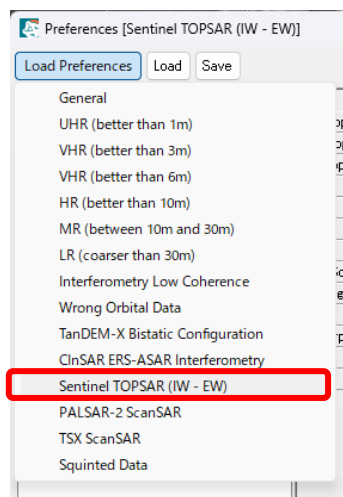 Preferences [Sentinel TOPSAR (IW - EW)]
Load Preferences Load Save
General
UHR (better than 1m)
VHR (better than 3m)
VHR (better than 6m)
HR (better than 10m)
MR (between 10m and 30m)
LR (coarser than 30m)
Interferometry Low Coherence
Wrong Orbital Data
TanDEM-X Bistatic Configuration
CInSAR ERS-ASAR Interferometry
Sentinel TOPSAR (IW - EW)
PALSAR-2 ScanSAR
TSX ScanSAR
Squinted Data